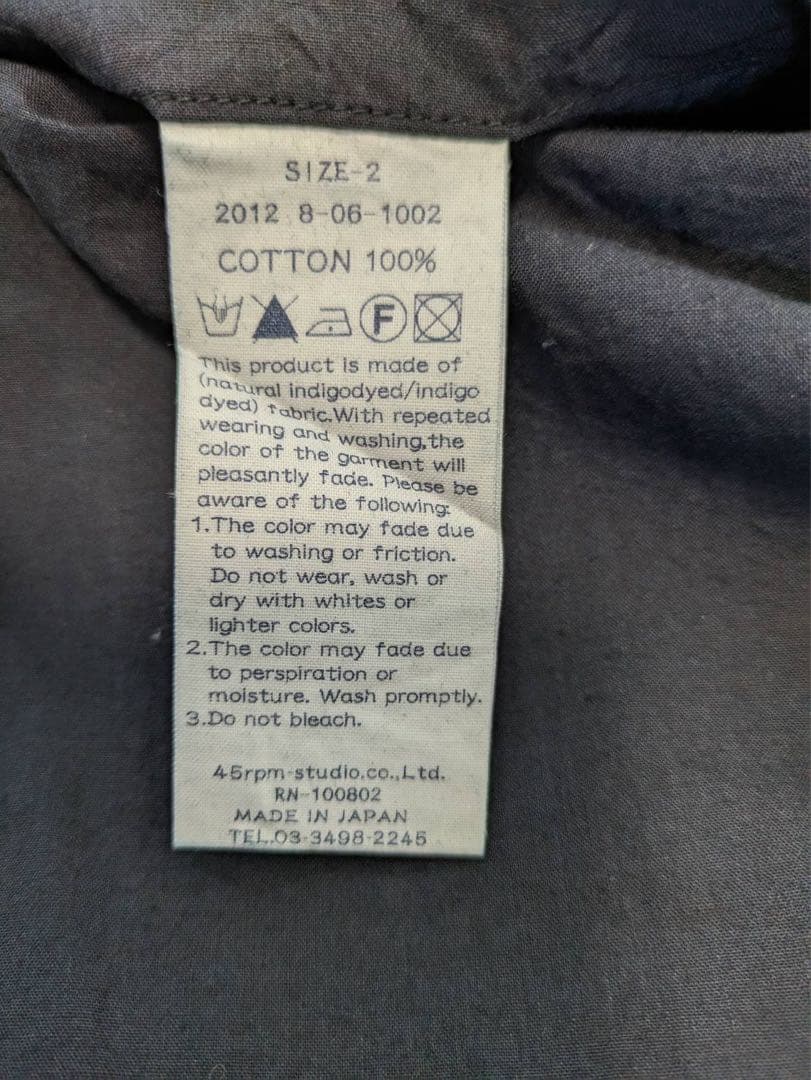 SIZE-2
2012 8-06-1002
COTTON 100%
F
This product is made of
(natural indigodyed/indigo
dyed) fabric.With repeated
wearing and washing,the
color of the garment will
pleasantly fade. Please be
aware of the following:
1.The color may fade due
to washing or friction.
Do not wear, wash or
dry with whites or
lighter colors.
2.The color may fade due
to perspiration or
moisture. Wash promptly.
3.Do not bleach.
45rpm-studio.co.,Ltd.
RN-100802
MADE IN JAPAN
TEL.03-3498-2245